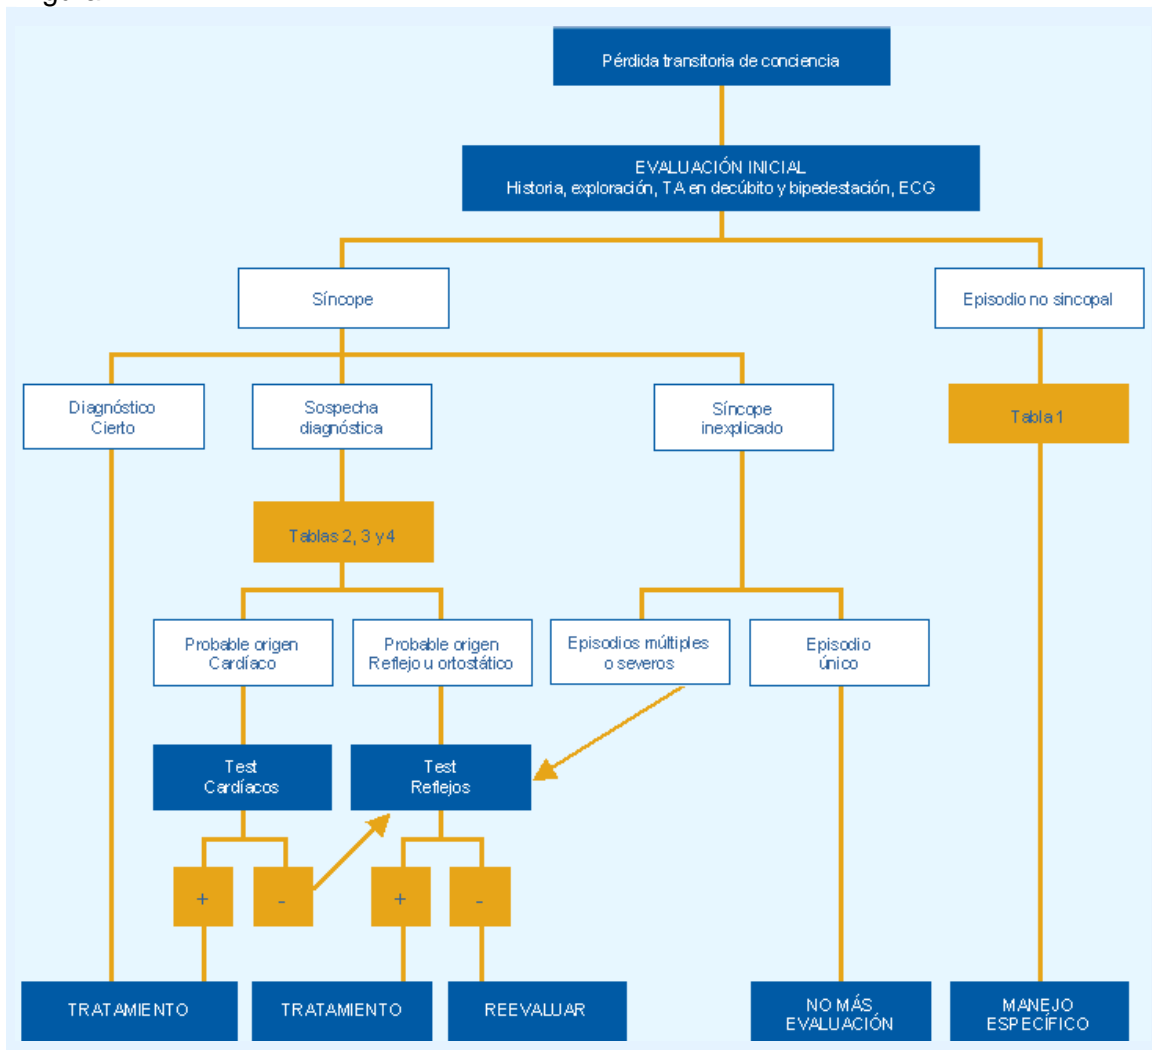 Pérdida transitoria de conciencia
EVALUACIÓN INICIAL
Historia, exploración, TA en decúbito y bipedestación, ECG
Síncope
Episodio no sincopal
Diagnóstico
Cierto
Sospecha
diagnóstica
Síncope
inexplicado
Tabla 1
Tablas 2, 3 y 4
Probable origen
Cardíaco
Probable origen
Reflejo u ortostático
Episodios múltiples
o severos
Episodio
único
Test
Cardíacos
Test
Reflejos
+
-
+
-
TRATAMIENTO
TRATAMIENTO
REEVALUAR
NO MÁS
EVALUACIÓN
MANEJO
ESPECÍFICO